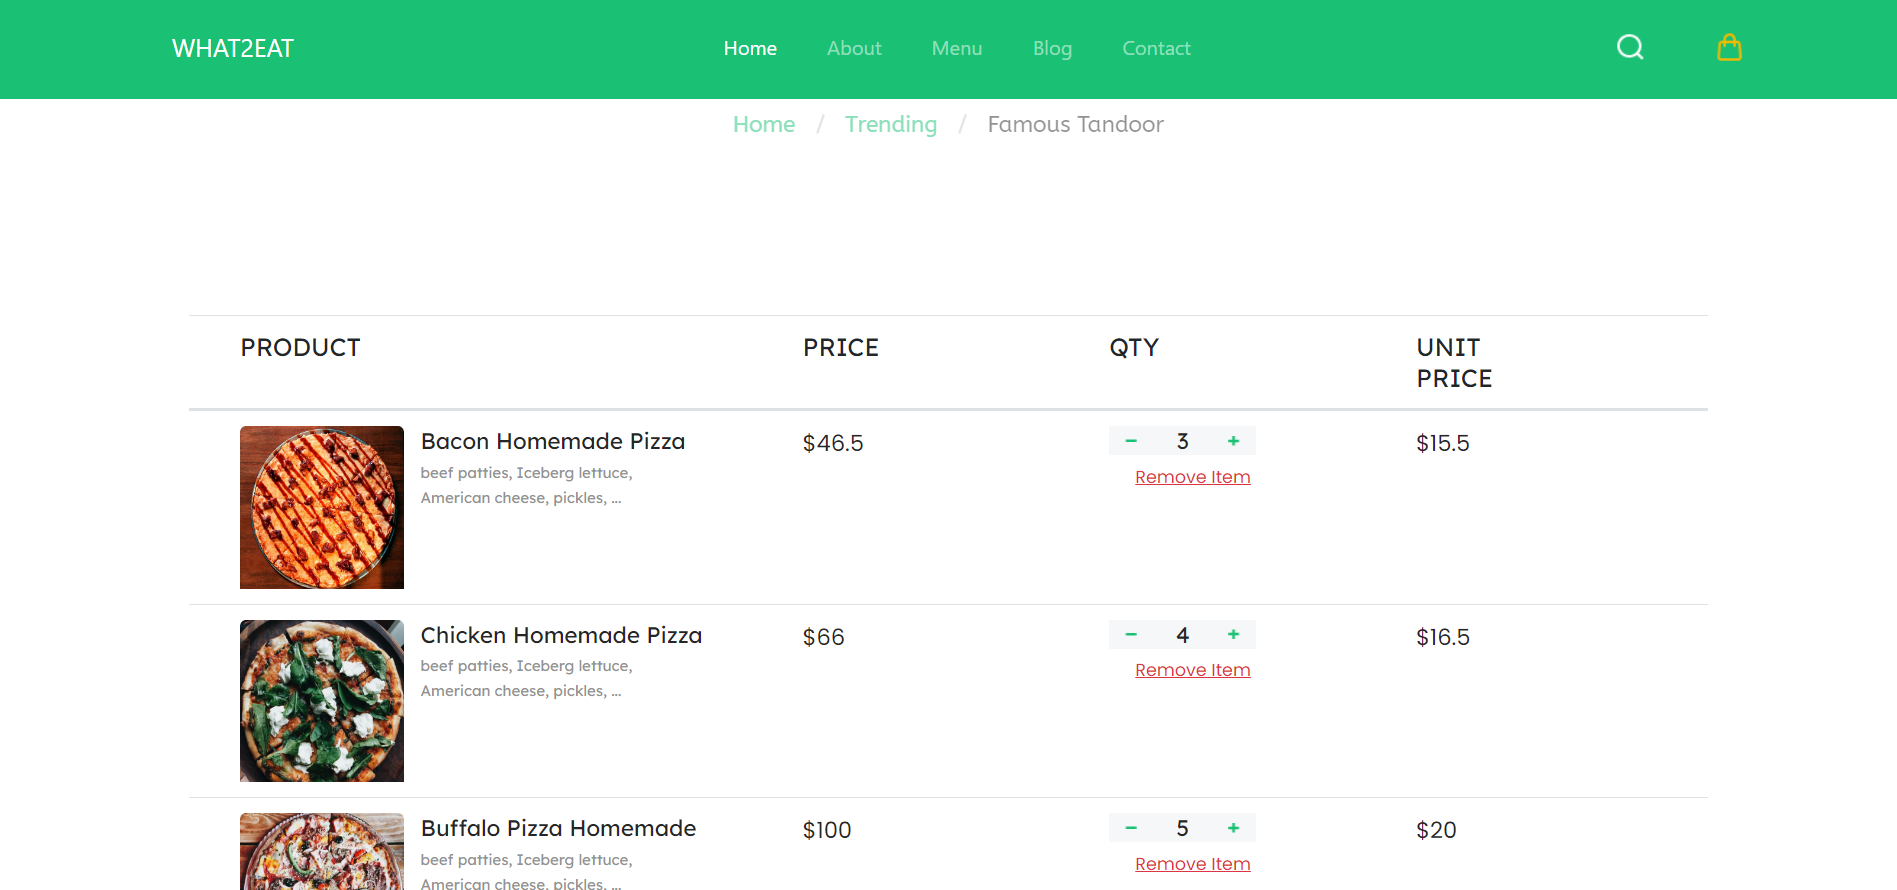 WHAT2EAT
Home About Menu Blog Contact
Home / Trending / Famous Tandoor
PRODUCT PRICE QTY UNIT
PRICE
Bacon Homemade Pizza $46.5 − 3 + $15.5
beef patties, Iceberg lettuce,
Remove Item
American cheese, pickles, ...
Chicken Homemade Pizza $66 − 4 + $16.5
beef patties, Iceberg lettuce,
Remove Item
American cheese, pickles, ...
Buffalo Pizza Homemade $100 − 5 + $20
beef patties, Iceberg lettuce,
Remove Item
American cheese, pickles, ...